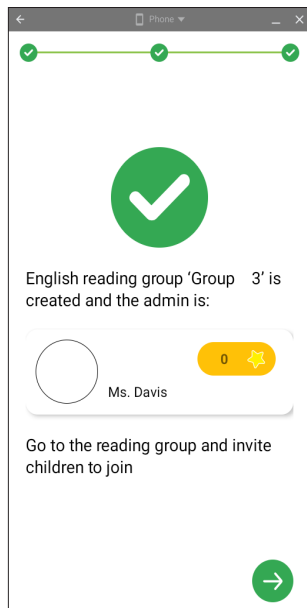 Phone
English reading group ‘Group 3’ is
created and the admin is:
0
Ms. Davis
Go to the reading group and invite
children to join